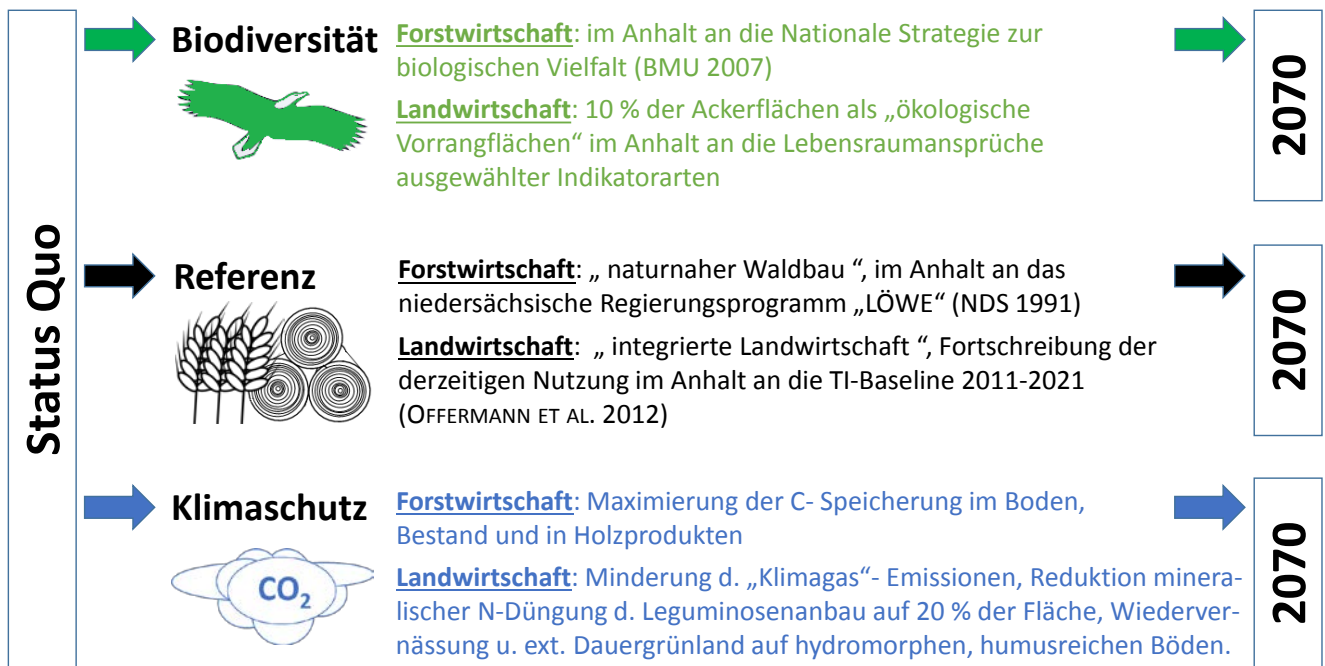 Status Quo
Biodiversität
Forstwirtschaft: im Anhalt an die Nationale Strategie zur
biologischen Vielfalt (BMU 2007)
Landwirtschaft: 10 % der Ackerflächen als „ökologische
Vorrangflächen“ im Anhalt an die Lebensraumansprüche
ausgewählter Indikatorarten
2070
Referenz
Forstwirtschaft: „ naturnaher Waldbau “, im Anhalt an das
niedersächsische Regierungsprogramm „LÖWE“ (NDS 1991)
Landwirtschaft: „ integrierte Landwirtschaft “, Fortschreibung der
derzeitigen Nutzung im Anhalt an die TI-Baseline 2011-2021
(OFFERMANN ET AL. 2012)
2070
Klimaschutz
CO₂
Forstwirtschaft: Maximierung der C- Speicherung im Boden,
Bestand und in Holzprodukten
Landwirtschaft: Minderung d. „Klimagas“- Emissionen, Reduktion minera-
lischer N-Düngung d. Leguminosenanbau auf 20 % der Fläche, Wiederver-
nässung u. ext. Dauergrünland auf hydromorphen, humusreichen Böden.
2070